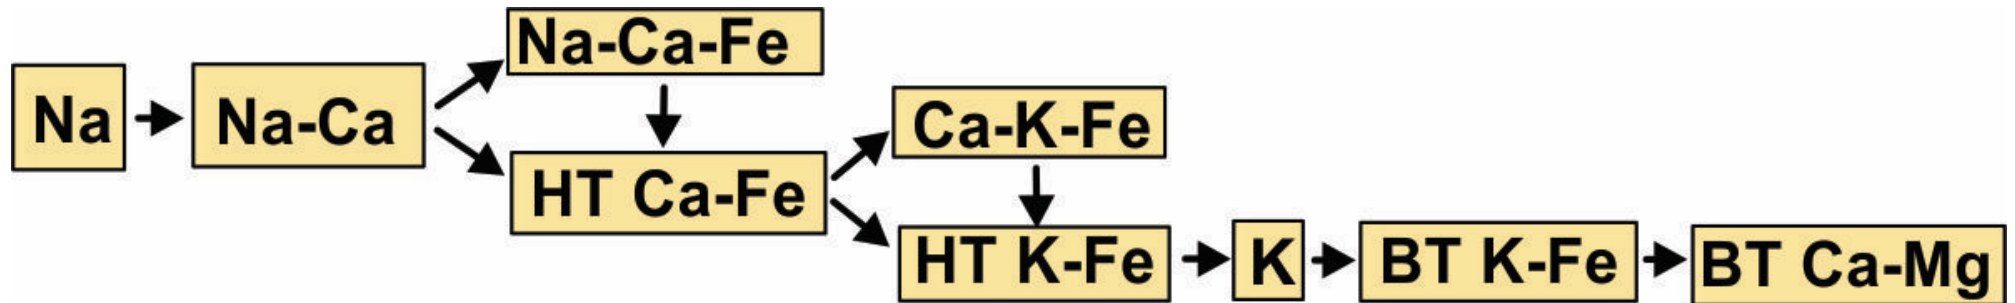 Na
Na-Ca
Na-Ca-Fe
HT Ca-Fe
Ca-K-Fe
HT K-Fe
K
BT K-Fe
BT Ca-Mg